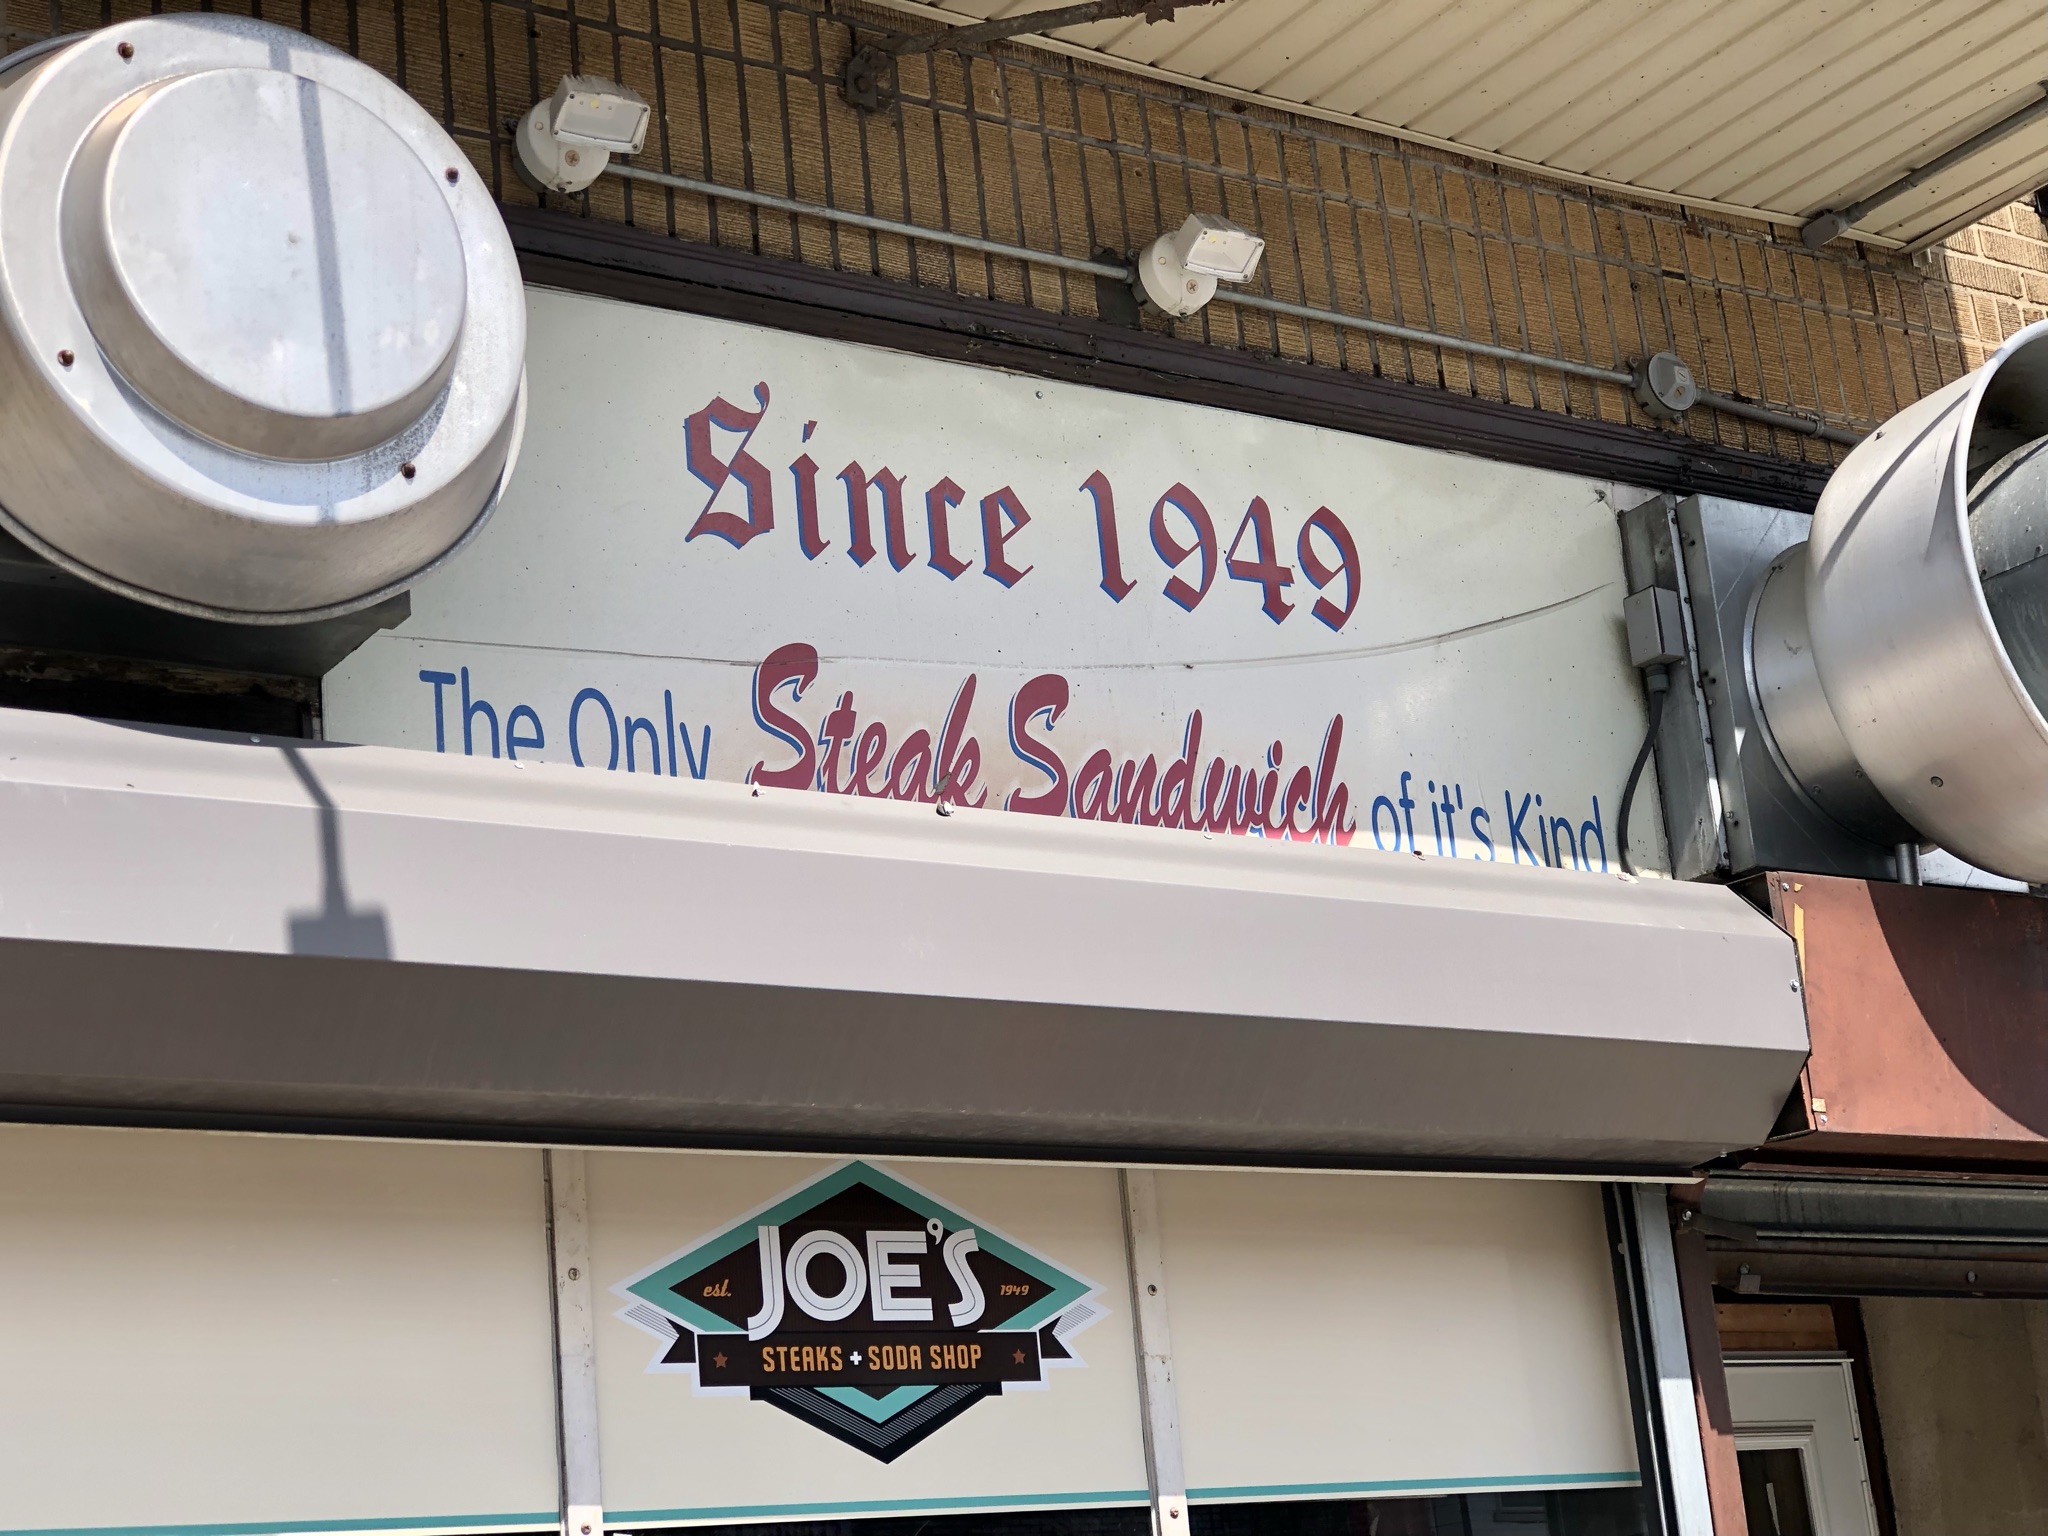 Since 1949
The Only Steak Sandwich of it's Kind
JOE'S
est. 1949
STEAKS + SODA SHOP